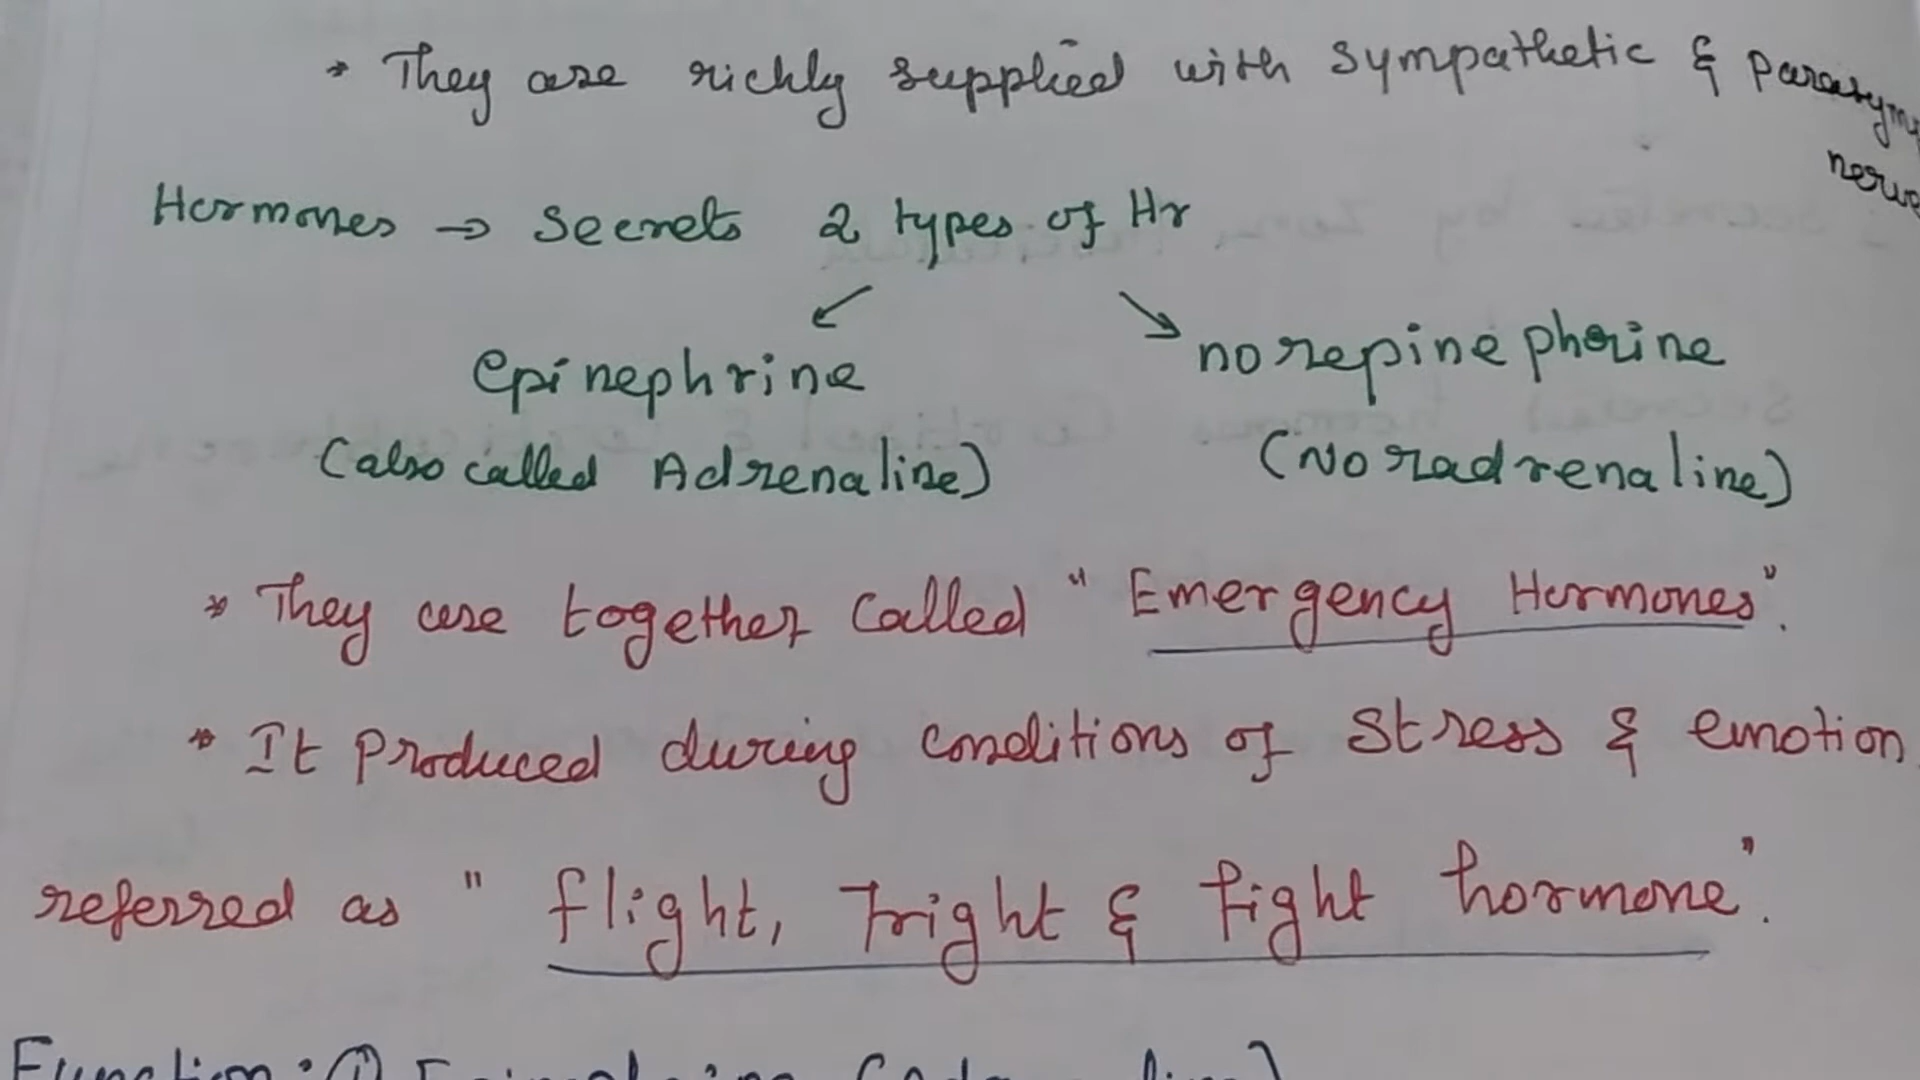 * They are richly supplied with Sympathetic & Parasym
nerve
Hormones → Secrets 2 types of Hr
↙ ↘
Epinephrine norepinepherine
(also called Adrenaline) (Noradrenaline)
* They are together called "Emergency Hormones".
* It produced during conditions of Stress & emotion
referred as "flight, Fright & Fight hormone".
Function: